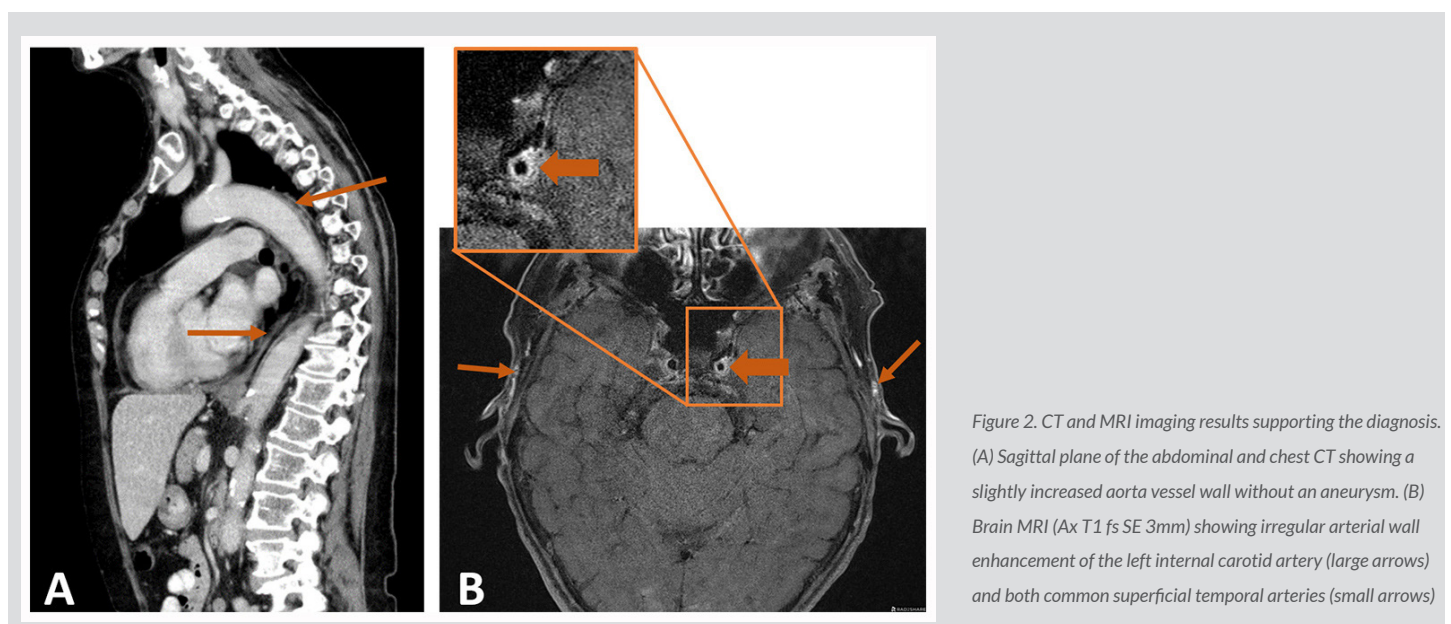 A
B
RADISHARE
Figure 2. CT and MRI imaging results supporting the diagnosis.
(A) Sagittal plane of the abdominal and chest CT showing a
slightly increased aorta vessel wall without an aneurysm. (B)
Brain MRI (Ax T1 fs SE 3mm) showing irregular arterial wall
enhancement of the left internal carotid artery (large arrows)
and both common superficial temporal arteries (small arrows)